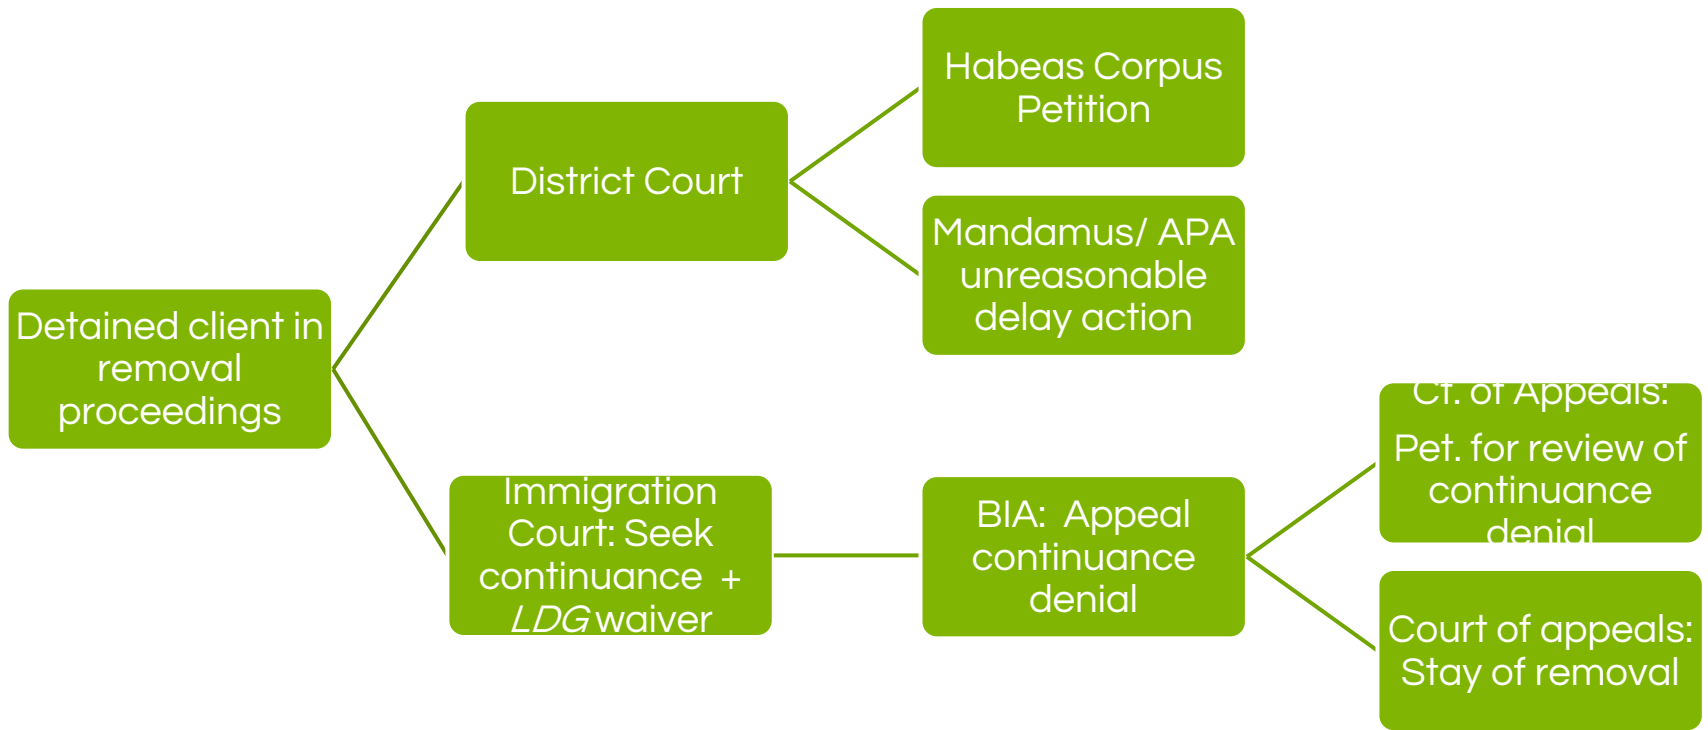 Habeas Corpus
Petition
District Court
Mandamus/ APA
unreasonable
delay action
Detained client in
removal
proceedings
Immigration
Court: Seek
continuance +
LDG waiver
BIA: Appeal
continuance
denial
Ct. of Appeals:
Pet. for review of
continuance
denial
Court of appeals:
Stay of removal